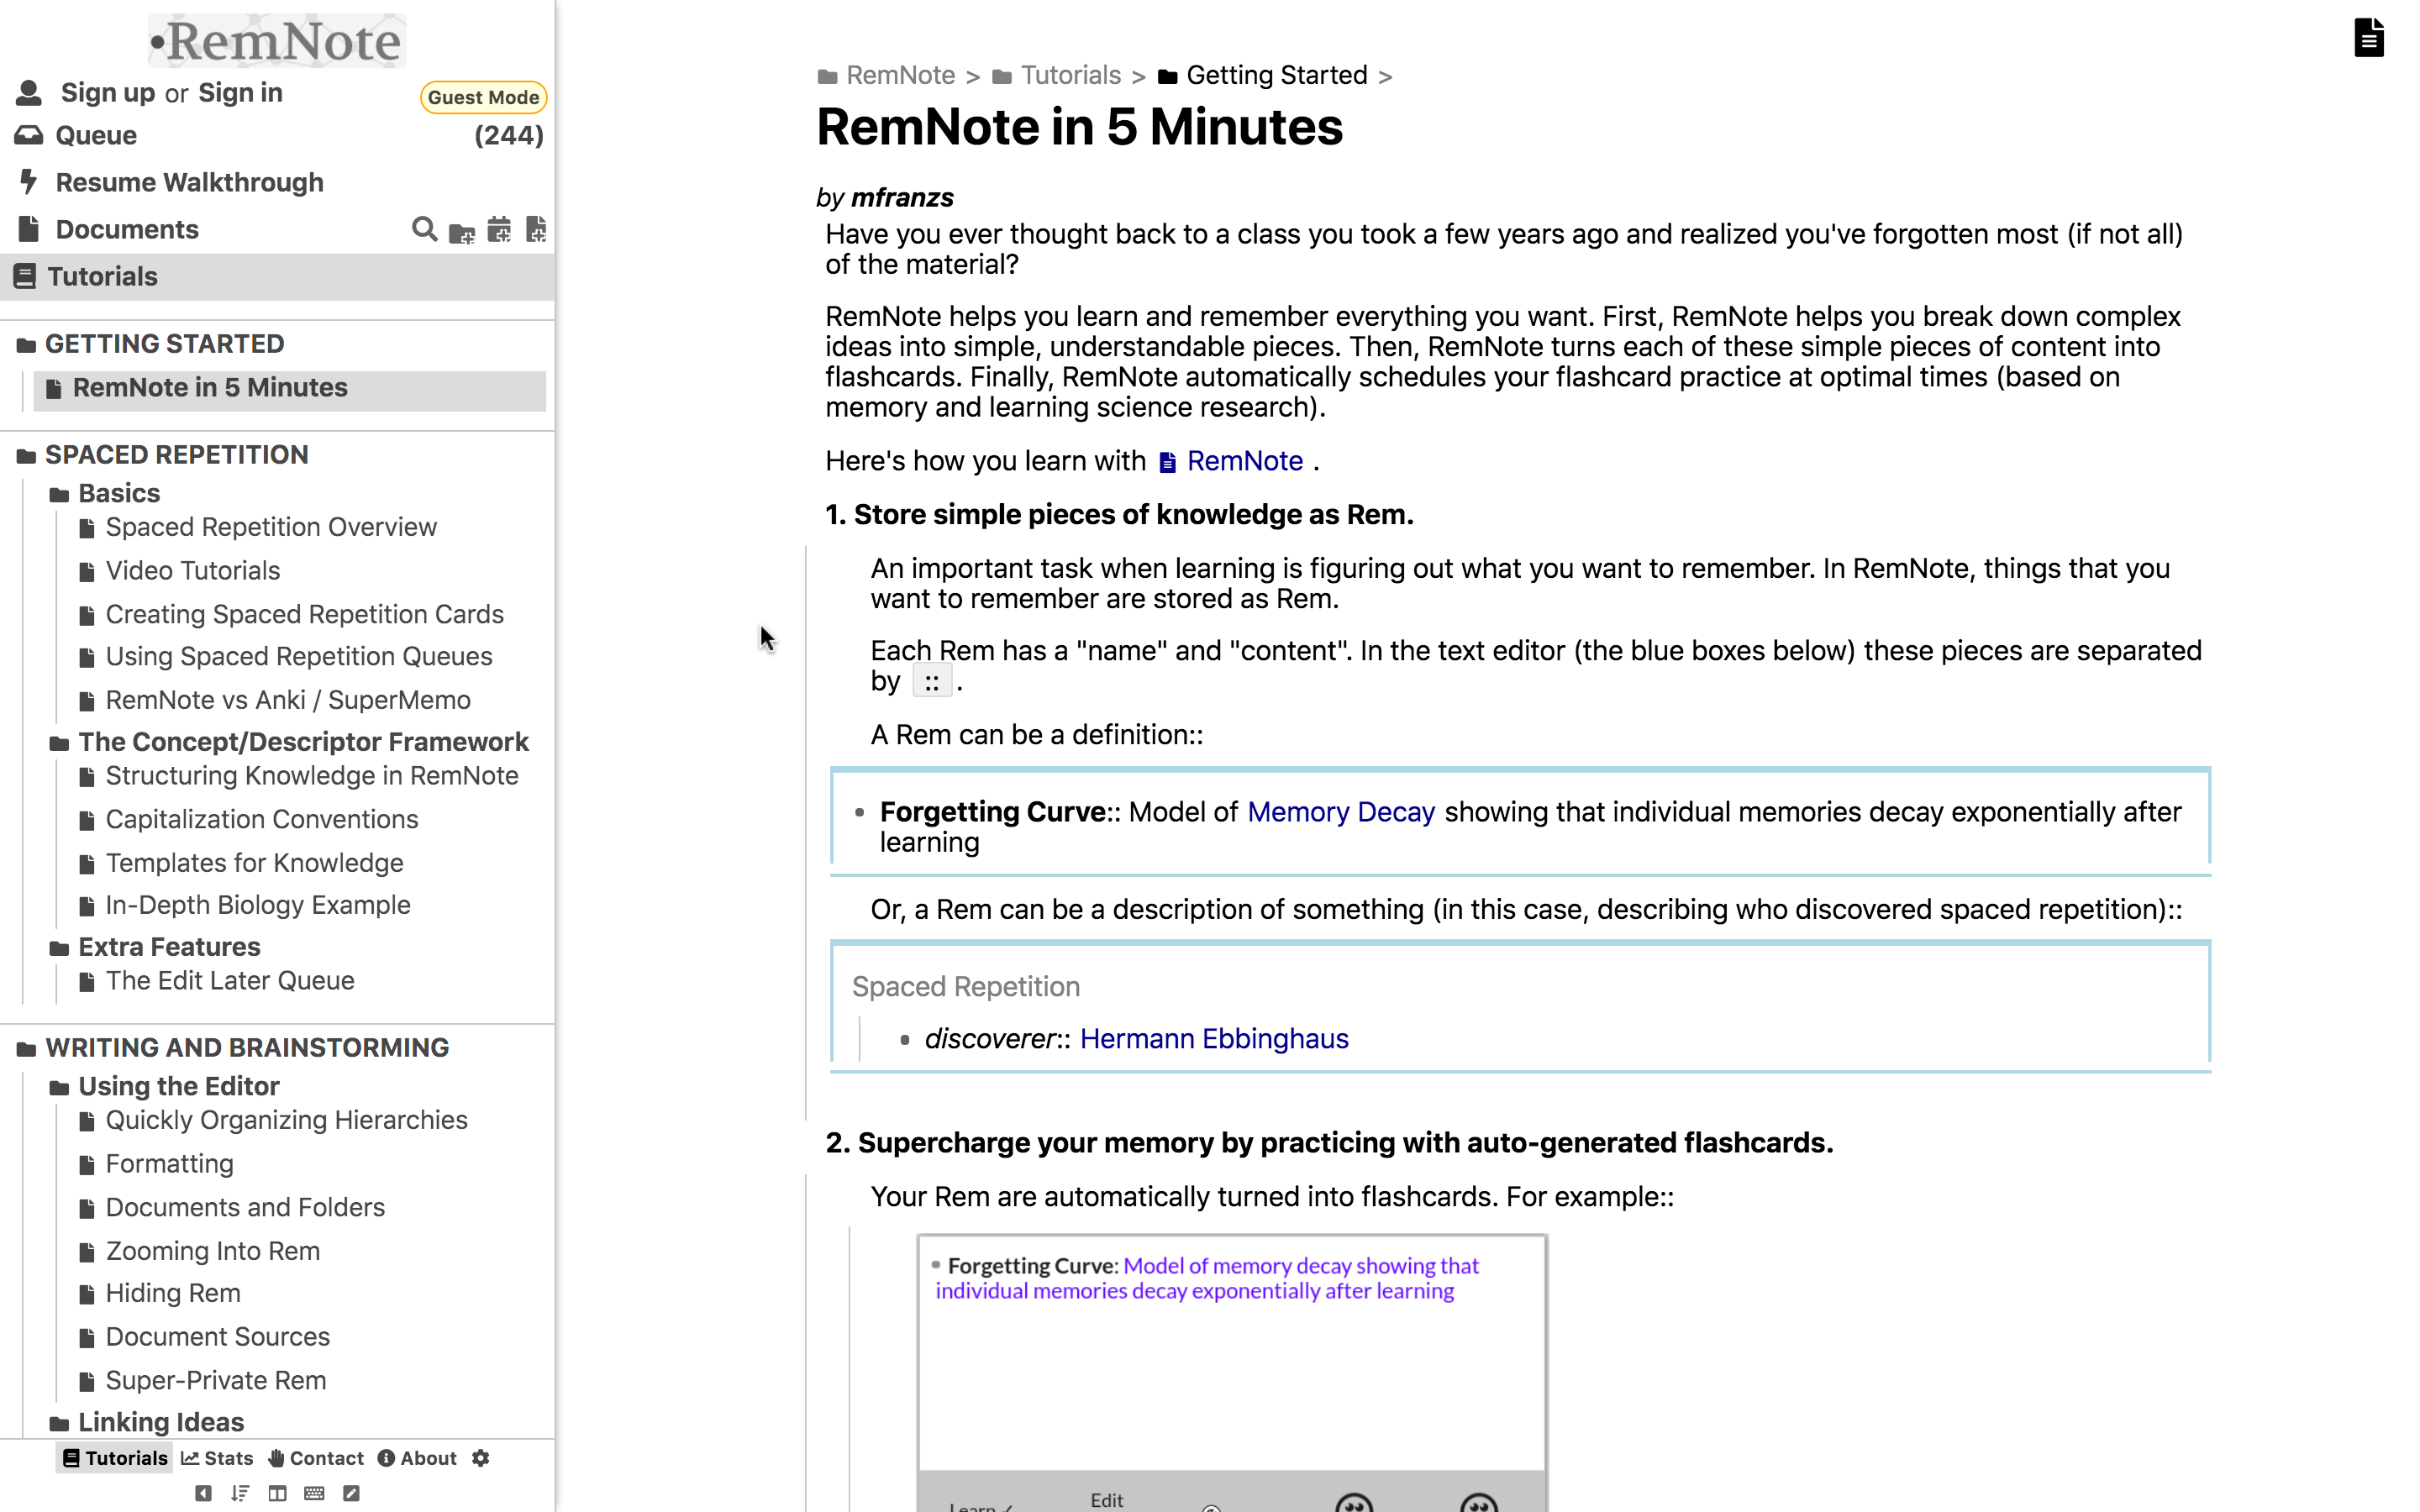 RemNote
Sign up or Sign in
Guest Mode
Queue
(244)
Resume Walkthrough
Documents
Tutorials
GETTING STARTED
RemNote in 5 Minutes
SPACED REPETITION
Basics
Spaced Repetition Overview
Video Tutorials
Creating Spaced Repetition Cards
Using Spaced Repetition Queues
RemNote vs Anki / SuperMemo
The Concept/Descriptor Framework
Structuring Knowledge in RemNote
Capitalization Conventions
Templates for Knowledge
In-Depth Biology Example
Extra Features
The Edit Later Queue
WRITING AND BRAINSTORMING
Using the Editor
Quickly Organizing Hierarchies
Formatting
Documents and Folders
Zooming Into Rem
Hiding Rem
Document Sources
Super-Private Rem
Linking Ideas
Tutorials Stats Contact About
RemNote > Tutorials > Getting Started >
RemNote in 5 Minutes
by mfranzs
Have you ever thought back to a class you took a few years ago and realized you've forgotten most (if not all)
of the material?
RemNote helps you learn and remember everything you want. First, RemNote helps you break down complex
ideas into simple, understandable pieces. Then, RemNote turns each of these simple pieces of content into
flashcards. Finally, RemNote automatically schedules your flashcard practice at optimal times (based on
memory and learning science research).
Here's how you learn with RemNote .
1. Store simple pieces of knowledge as Rem.
An important task when learning is figuring out what you want to remember. In RemNote, things that you
want to remember are stored as Rem.
Each Rem has a "name" and "content". In the text editor (the blue boxes below) these pieces are separated
by :: .
A Rem can be a definition::
• Forgetting Curve:: Model of Memory Decay showing that individual memories decay exponentially after
learning
Or, a Rem can be a description of something (in this case, describing who discovered spaced repetition)::
Spaced Repetition
• discoverer:: Hermann Ebbinghaus
2. Supercharge your memory by practicing with auto-generated flashcards.
Your Rem are automatically turned into flashcards. For example::
• Forgetting Curve: Model of memory decay showing that
individual memories decay exponentially after learning
Learn ✓
Edit